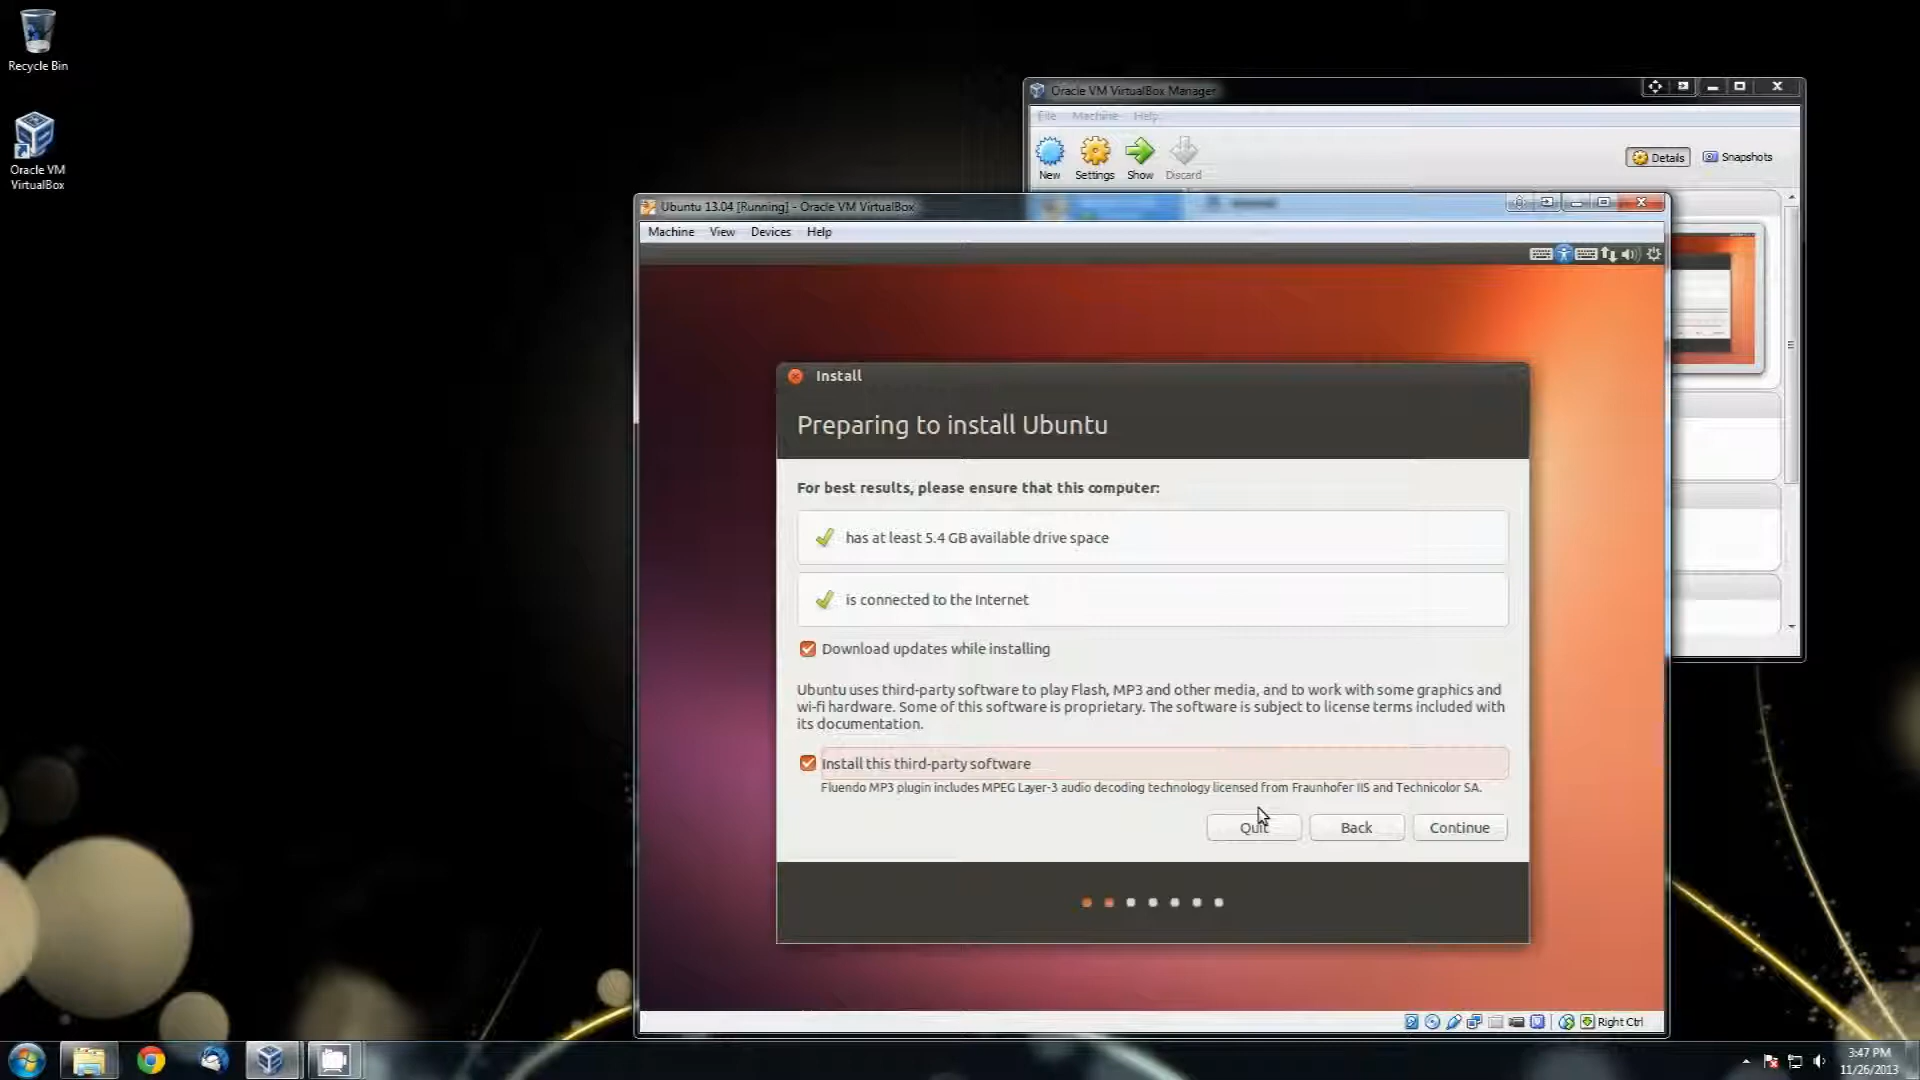 Recycle Bin
Oracle VM
VirtualBox
Oracle VM VirtualBox Manager
File Machine Help
New Settings Show Discard
Details Snapshots
Ubuntu 13.04 [Running] - Oracle VM VirtualBox
Machine View Devices Help
Install
Preparing to install Ubuntu
For best results, please ensure that this computer:
has at least 5.4 GB available drive space
is connected to the Internet
Download updates while installing
Ubuntu uses third-party software to play Flash, MP3 and other media, and to work with some graphics and
wi-fi hardware. Some of this software is proprietary. The software is subject to license terms included with
its documentation.
Install this third-party software
Fluendo MP3 plugin includes MPEG Layer-3 audio decoding technology licensed from Fraunhofer IIS and Technicolor SA.
Quit Back Continue
Right Ctrl
3:47 PM
11/26/2013